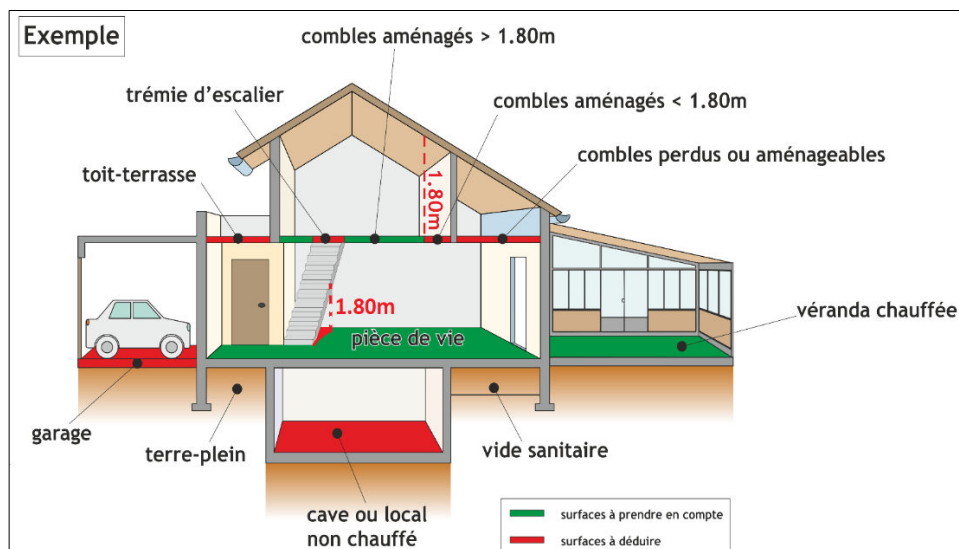 Exemple
combles aménagés > 1.80m
trémie d'escalier
combles aménagés < 1.80m
toit-terrasse
combles perdus ou aménageables
1.80m
1.80m
pièce de vie
véranda chauffée
garage
terre-plein
vide sanitaire
cave ou local
non chauffé
surfaces à prendre en compte
surfaces à déduire